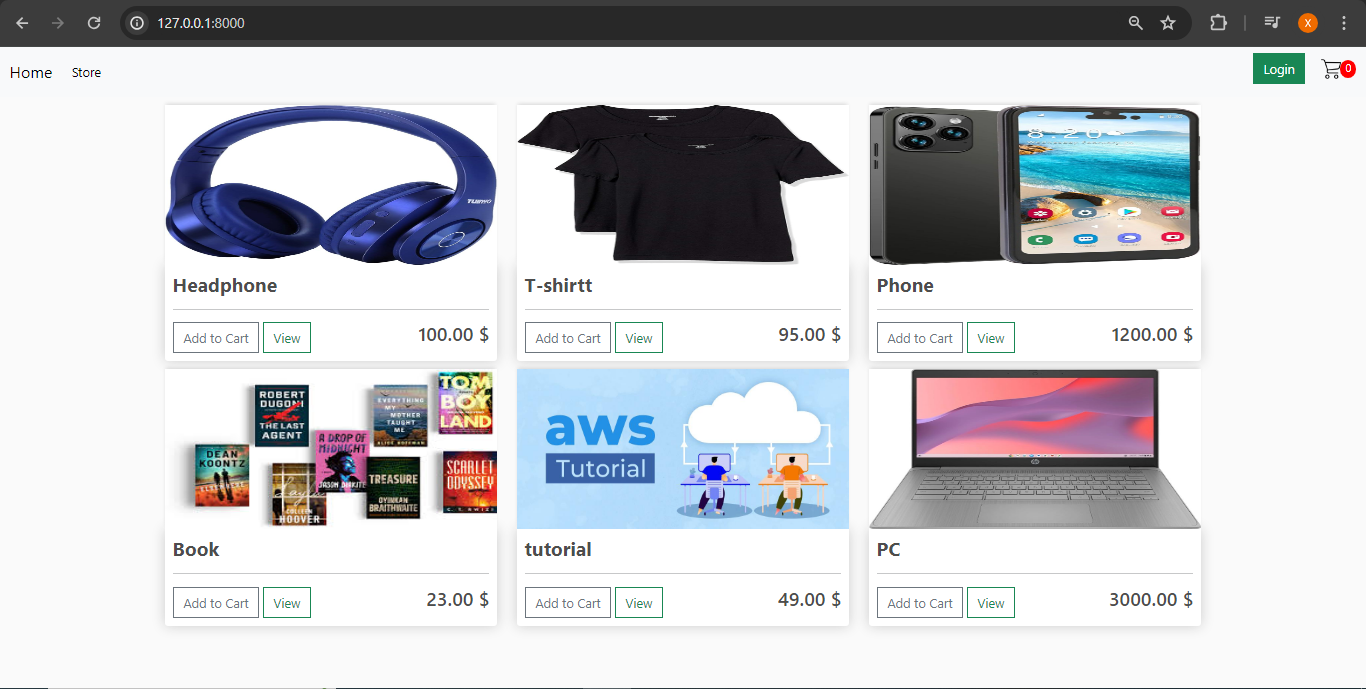 127.0.0.1:8000
X
Home Store Login 0
TUINYO
8:20
Headphone
Add to Cart View 100.00 $
T-shirtt
Add to Cart View 95.00 $
Phone
Add to Cart View 1200.00 $
ROBERT
DUGONI
THE LAST
AGENT
EVERYTHING
MY
MOTHER
TAUGHT
ME
ALICE HOFFMAN
TOM
BOY
LAND
DEAN
KOONTZ
A DROP OF
MIDNIGHT
JASON DIAKITÉ
COLLEEN
HOOVER
TREASURE
OYINKAN
BRAITHWAITE
SCARLET
ODYSSEY
C. T. RWIZI
aws
Tutorial
hp
Book
Add to Cart View 23.00 $
tutorial
Add to Cart View 49.00 $
PC
Add to Cart View 3000.00 $